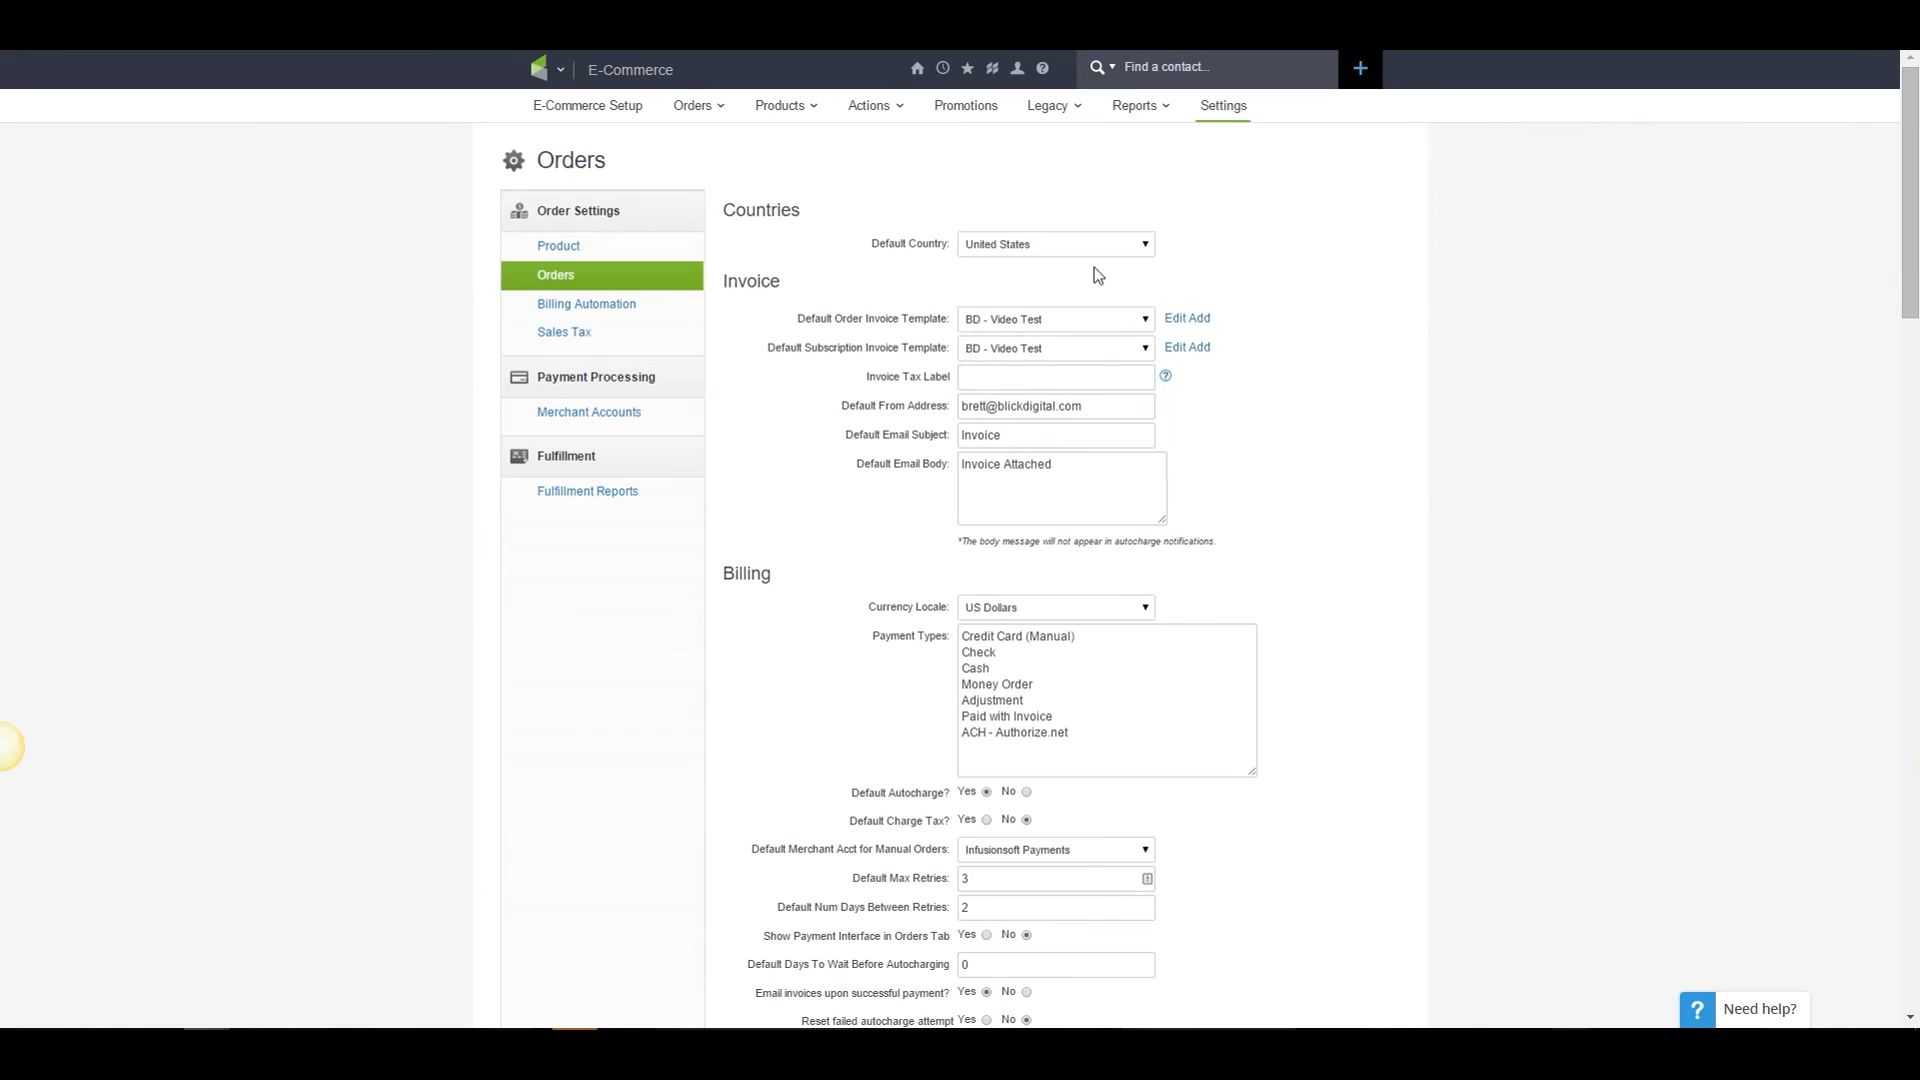 E-Commerce
Find a contact...
E-Commerce Setup Orders Products Actions Promotions Legacy Reports Settings
Orders
Order Settings
Product
Orders
Billing Automation
Sales Tax
Payment Processing
Merchant Accounts
Fulfillment
Fulfillment Reports
Countries
Default Country: United States
Invoice
Default Order Invoice Template: BD - Video Test Edit Add
Default Subscription Invoice Template: BD - Video Test Edit Add
Invoice Tax Label
Default From Address: brett@blickdigital.com
Default Email Subject: Invoice
Default Email Body: Invoice Attached
*The body message will not appear in autocharge notifications.
Billing
Currency Locale: US Dollars
Payment Types: Credit Card (Manual)
Check
Cash
Money Order
Adjustment
Paid with Invoice
ACH - Authorize.net
Default Autocharge? Yes No
Default Charge Tax? Yes No
Default Merchant Acct for Manual Orders: Infusionsoft Payments
Default Max Retries: 3
Default Num Days Between Retries: 2
Show Payment Interface in Orders Tab Yes No
Default Days To Wait Before Autocharging 0
Email invoices upon successful payment? Yes No
Reset failed autocharge attempt Yes No
? Need help?